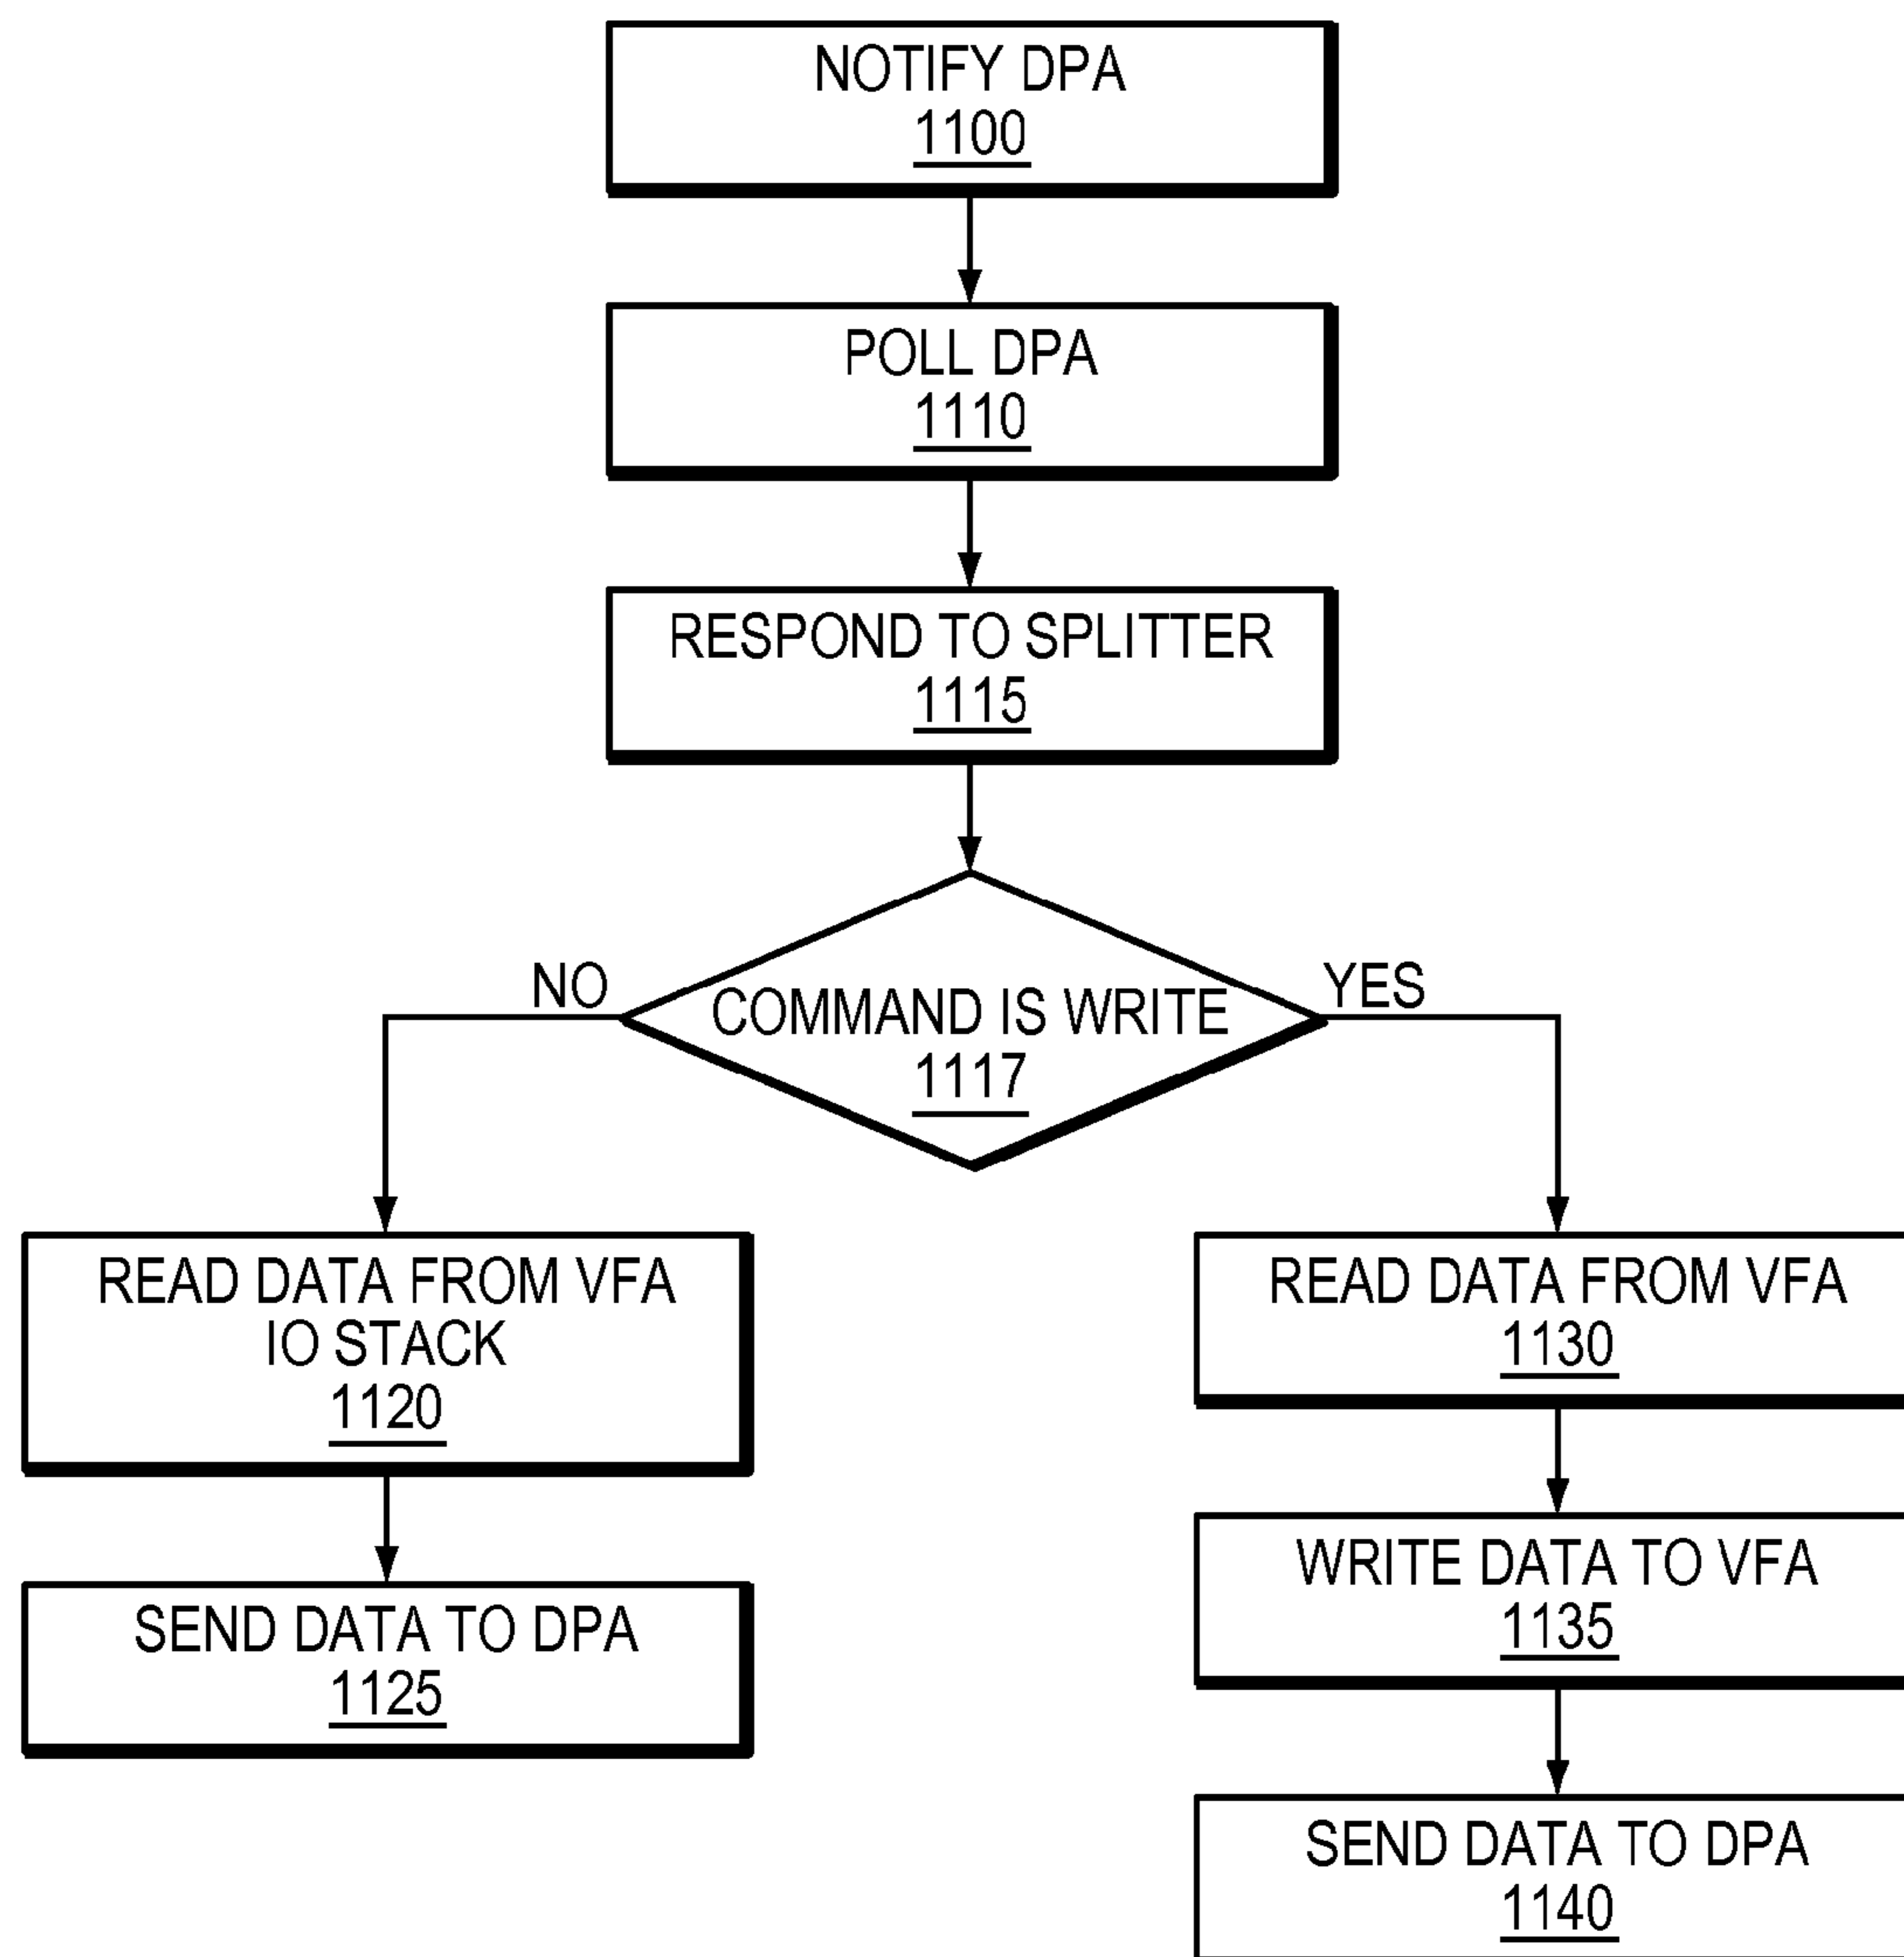 NOTIFY DPA
1100
POLL DPA
1110
RESPOND TO SPLITTER
1115
NO
YES
COMMAND IS WRITE
1117
READ DATA FROM VFA
IO STACK
1120
SEND DATA TO DPA
1125
READ DATA FROM VFA
1130
WRITE DATA TO VFA
1135
SEND DATA TO DPA
1140